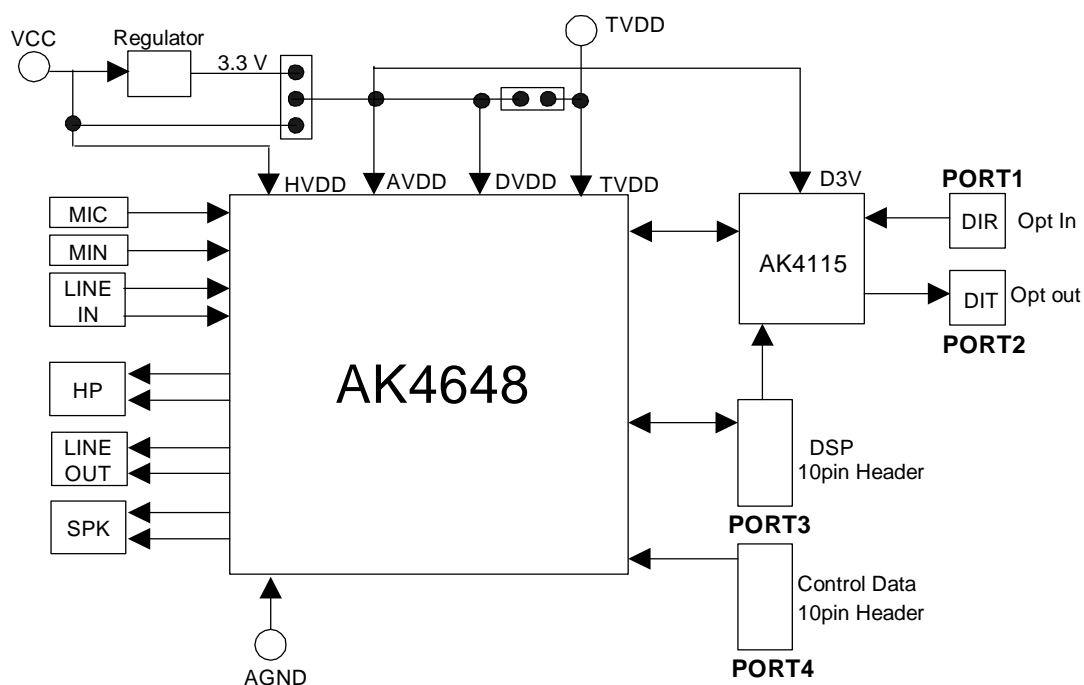 VCC
Regulator
3.3 V
TVDD
HVDD
AVDD
DVDD
TVDD
D3V
PORT1
MIC
MIN
LINE
IN
HP
LINE
OUT
SPK
AK4648
AK4115
DIR
Opt In
DIT
Opt out
PORT2
DSP
10pin Header
PORT3
Control Data
10pin Header
PORT4
AGND